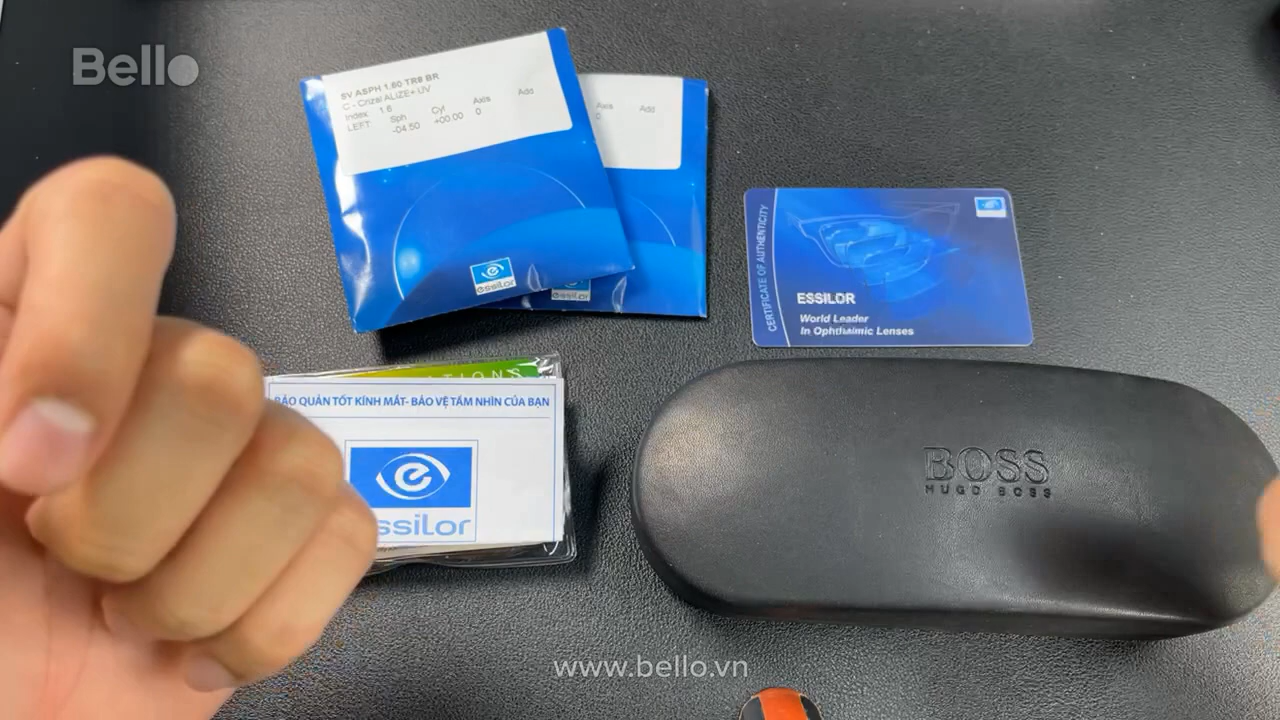 Bello
SV ASPH 1.60 TR8 BR
C - Crizal ALIZE+ UV
Index 1.6
Sph Cyl Axis Add
LEFT: -04.50 +00.00 0
essilor
Axis Add
0
essilor
CERTIFICATE OF AUTHENTICITY
ESSILOR
World Leader
In Ophthalmic Lenses
BẢO QUẢN TỐT KÍNH MẮT- BẢO VỆ TẦM NHÌN CỦA BẠN
essilor
BOSS
HUGO BOSS
www.bello.vn